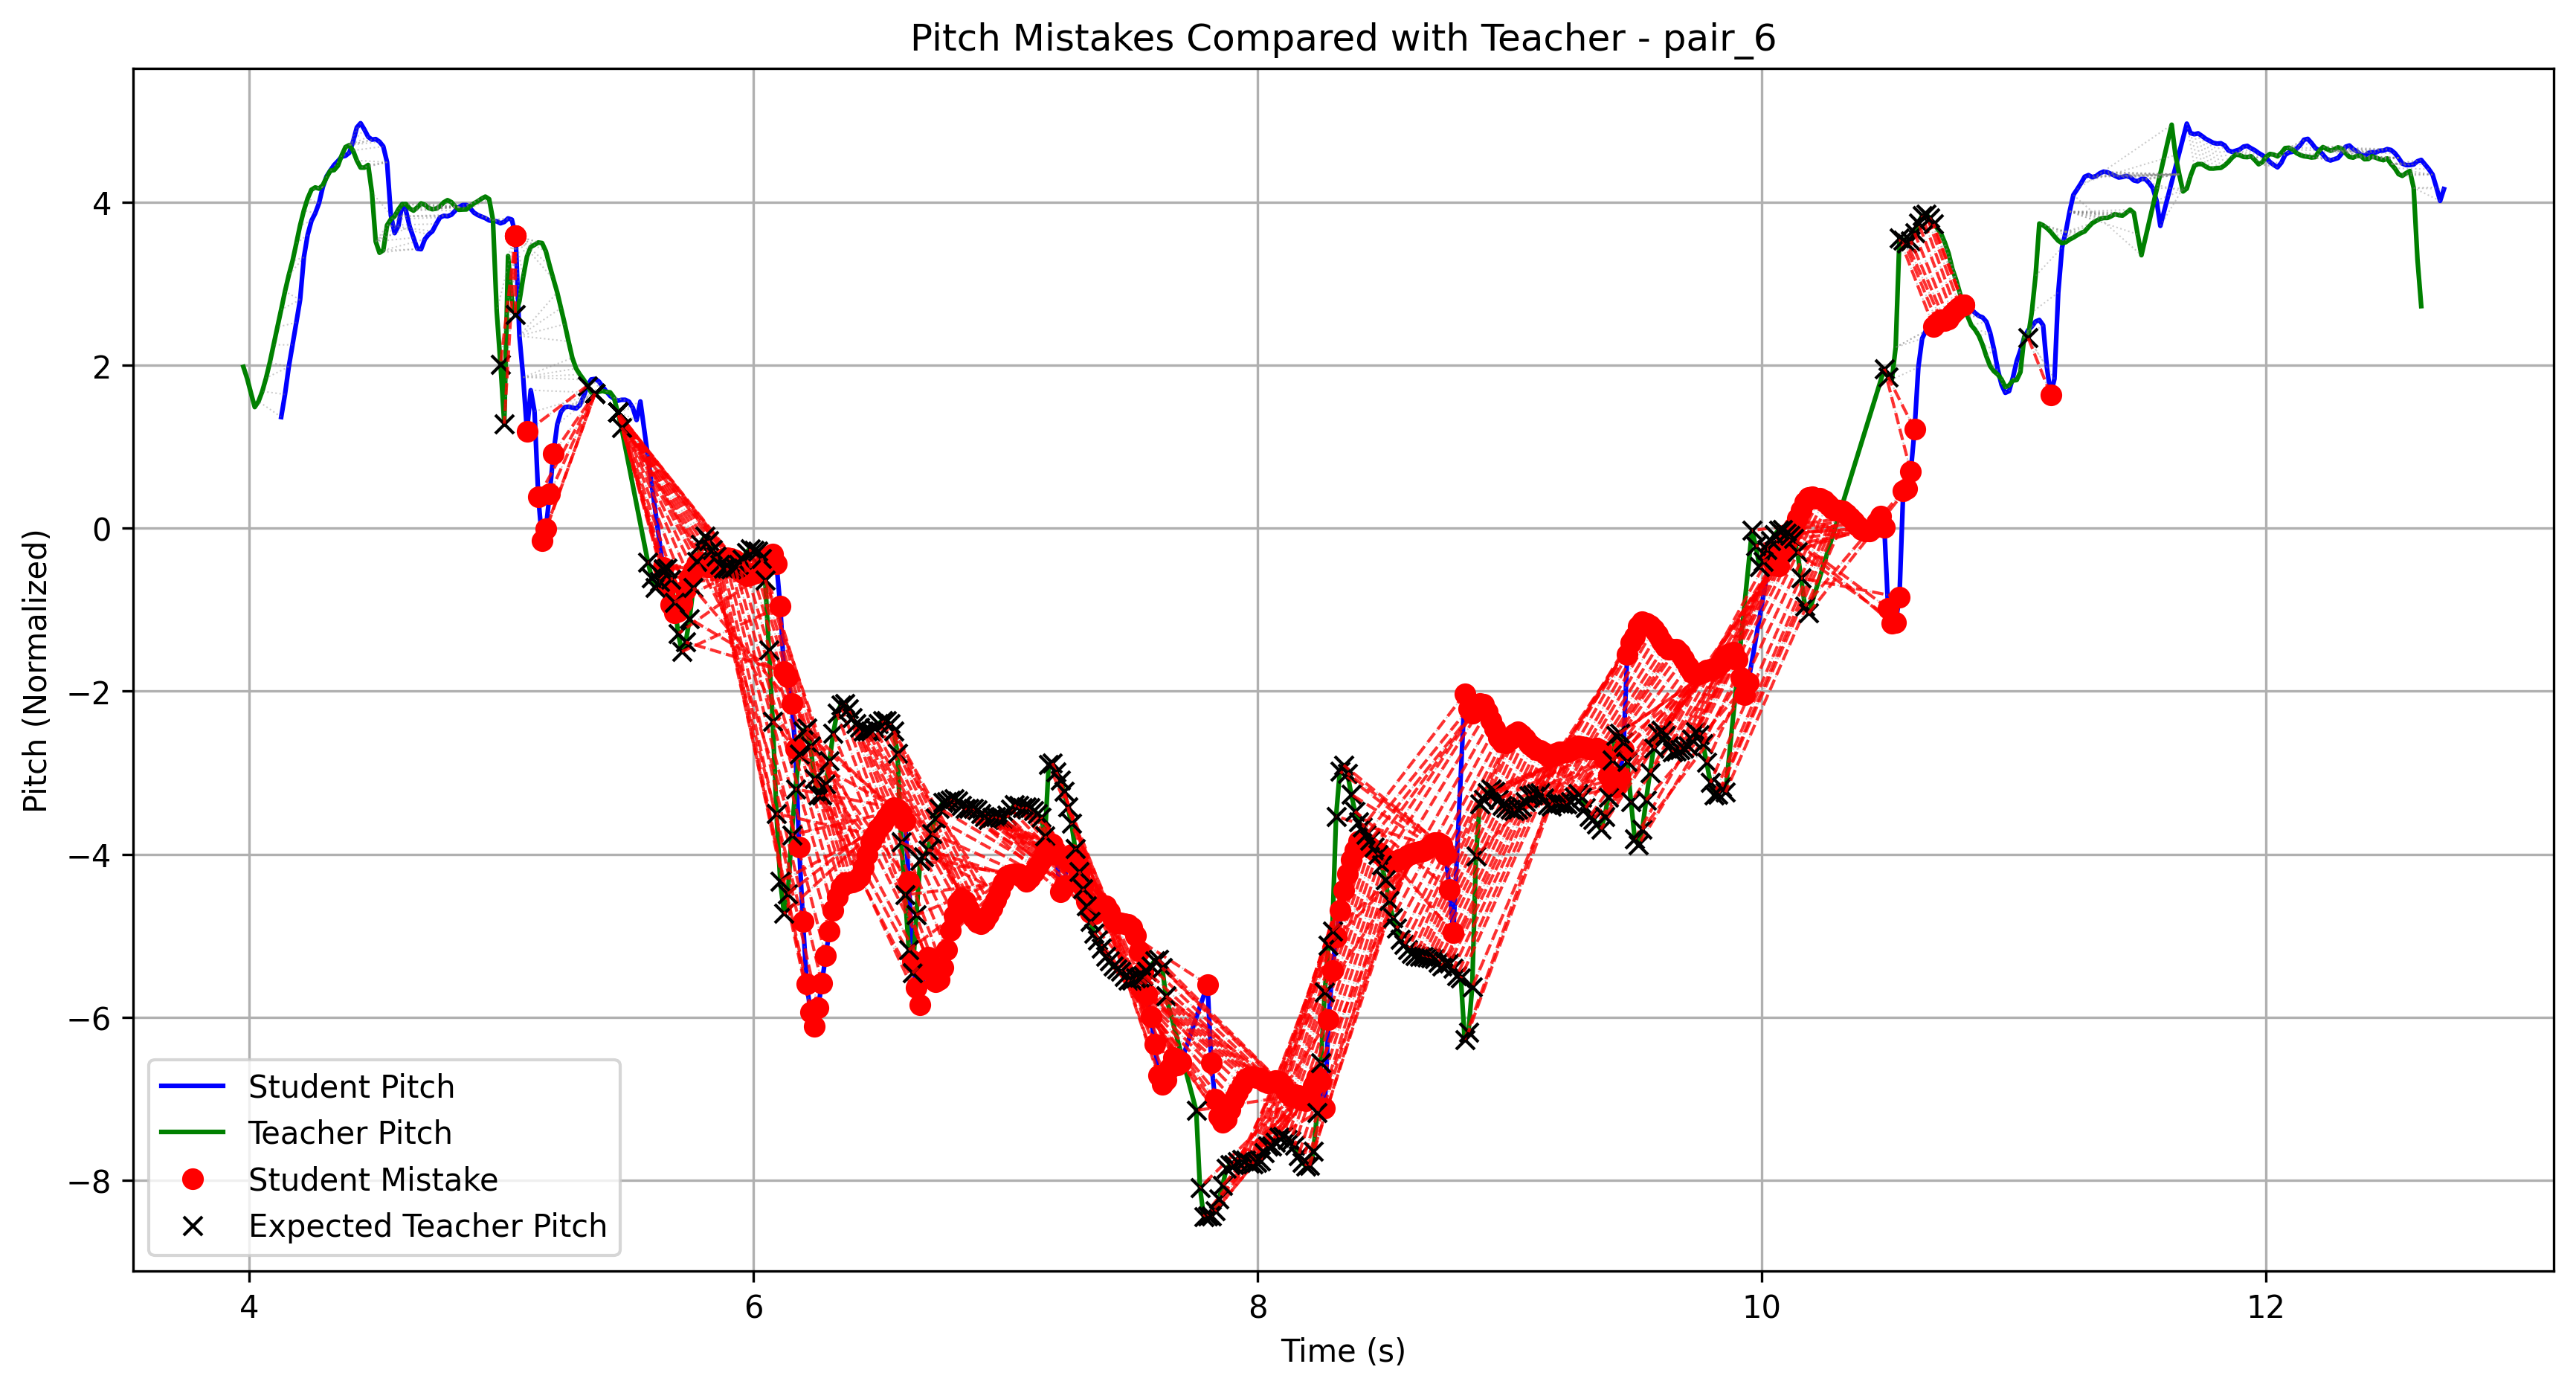 Pitch Mistakes Compared with Teacher - pair_6
Pitch (Normalized)
4
2
0
−2
−4
−6
−8
Student Pitch
Teacher Pitch
Student Mistake
Expected Teacher Pitch
4 6 8 10 12
Time (s)